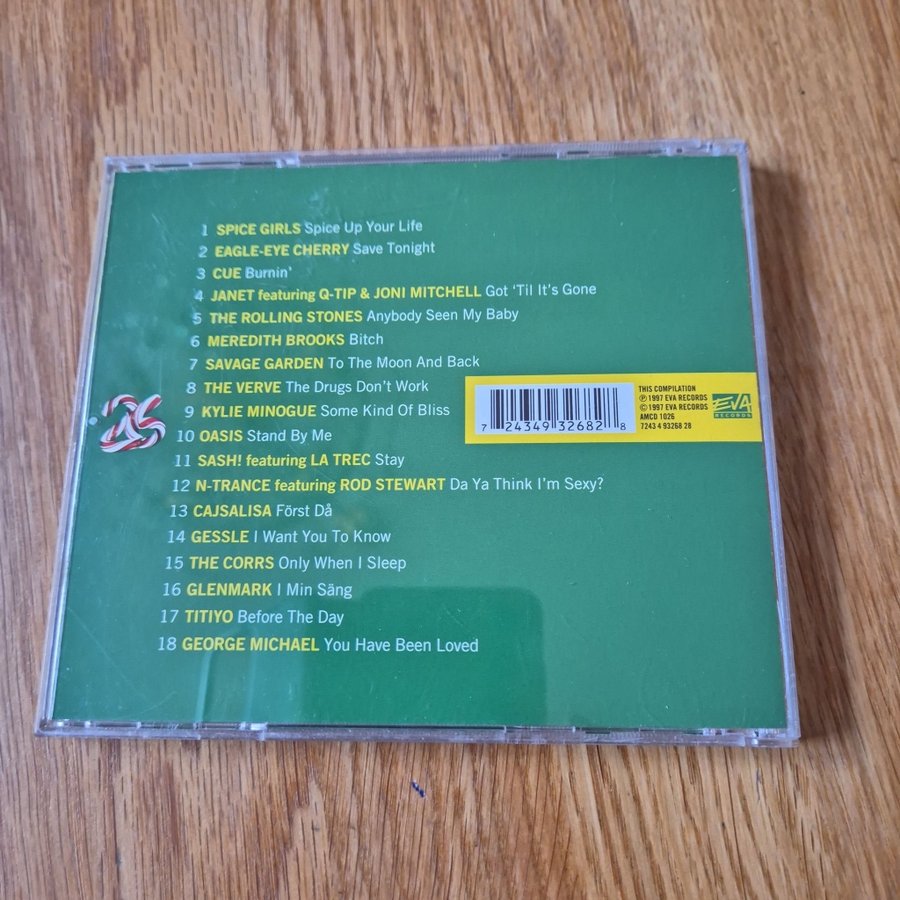 1 SPICE GIRLS Spice Up Your Life
2 EAGLE-EYE CHERRY Save Tonight
3 CUE Burnin'
4 JANET featuring Q-TIP & JONI MITCHELL Got 'Til It's Gone
5 THE ROLLING STONES Anybody Seen My Baby
6 MEREDITH BROOKS Bitch
7 SAVAGE GARDEN To The Moon And Back
8 THE VERVE The Drugs Don't Work
9 KYLIE MINOGUE Some Kind Of Bliss
10 OASIS Stand By Me
11 SASH! featuring LA TREC Stay
12 N-TRANCE featuring ROD STEWART Da Ya Think I'm Sexy?
13 CAJSALISA Först Då
14 GESSLE I Want You To Know
15 THE CORRS Only When I Sleep
16 GLENMARK I Min Säng
17 TITIYO Before The Day
18 GEORGE MICHAEL You Have Been Loved
26
7 24349 32682 8
THIS COMPILATION
℗ 1997 EVA RECORDS
© 1997 EVA RECORDS
AMCD 1026
7243 4 93268 28
EVA
RECORDS